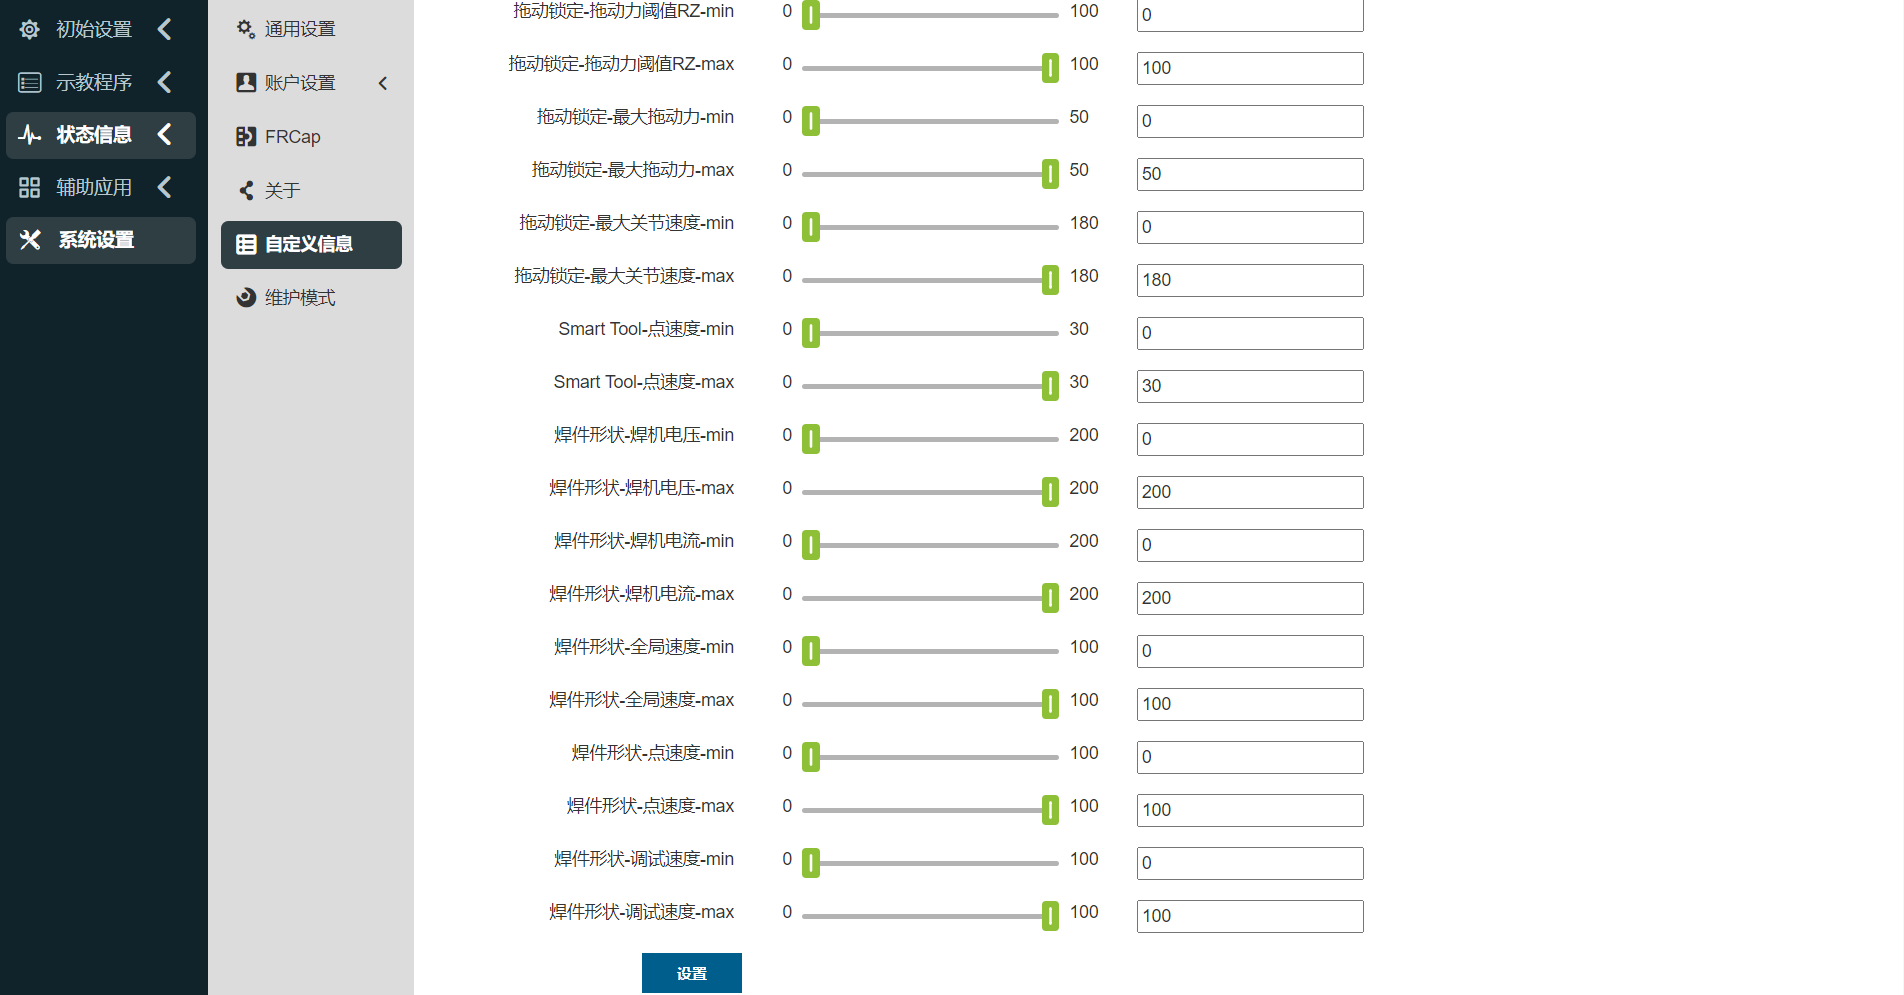 初始设置
示教程序
状态信息
辅助应用
系统设置
通用设置
账户设置
FRCap
关于
自定义信息
维护模式
拖动锁定-拖动力阈值RZ-min 0 100 0
拖动锁定-拖动力阈值RZ-max 0 100 100
拖动锁定-最大拖动力-min 0 50 0
拖动锁定-最大拖动力-max 0 50 50
拖动锁定-最大关节速度-min 0 180 0
拖动锁定-最大关节速度-max 0 180 180
Smart Tool-点速度-min 0 30 0
Smart Tool-点速度-max 0 30 30
焊件形状-焊机电压-min 0 200 0
焊件形状-焊机电压-max 0 200 200
焊件形状-焊机电流-min 0 200 0
焊件形状-焊机电流-max 0 200 200
焊件形状-全局速度-min 0 100 0
焊件形状-全局速度-max 0 100 100
焊件形状-点速度-min 0 100 0
焊件形状-点速度-max 0 100 100
焊件形状-调试速度-min 0 100 0
焊件形状-调试速度-max 0 100 100
设置